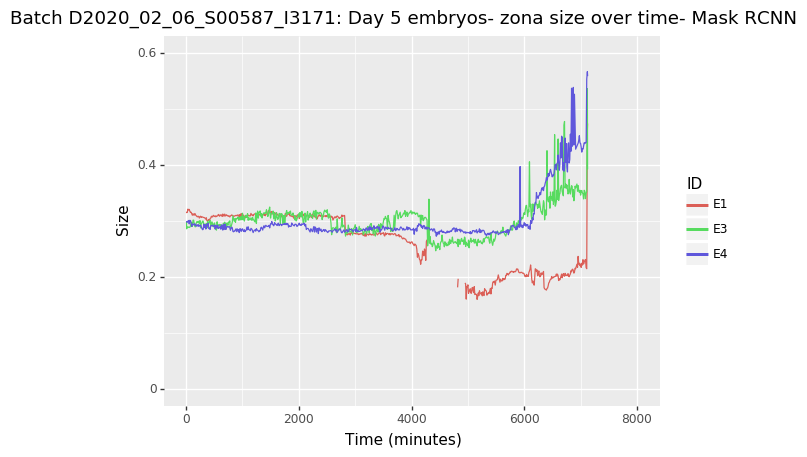 Batch D2020_02_06_S00587_I3171: Day 5 embryos- zona size over time- Mask RCNN
0.6
0.4
0.2
0
Size
0
2000
4000
6000
8000
Time (minutes)
ID
E1
E3
E4